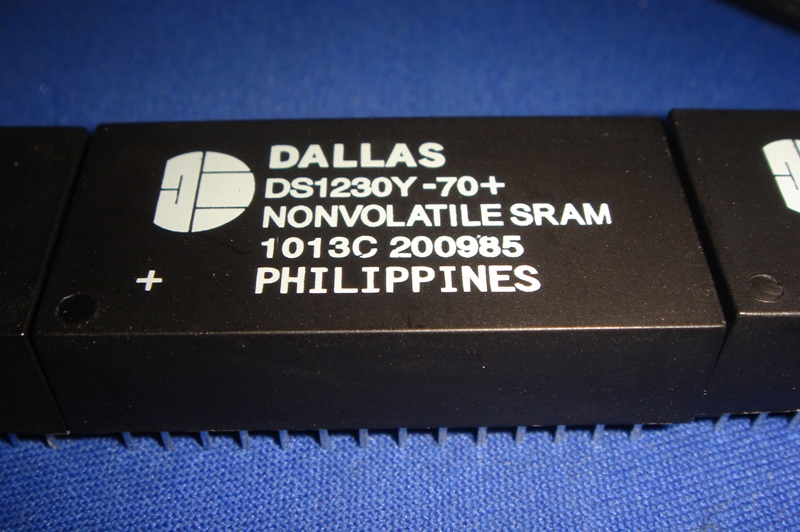 DALLAS
DS1230Y-70+
NONVOLATILE SRAM
1013C 200985
+ PHILIPPINES